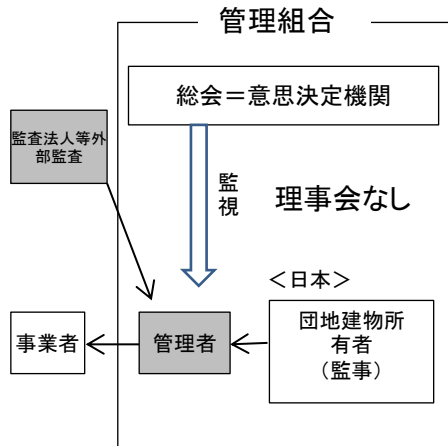 管理組合
総会＝意思決定機関
監査法人等外
部監査
監
視
理事会なし
＜日本＞
事業者
管理者
団地建物所
有者
（監事）